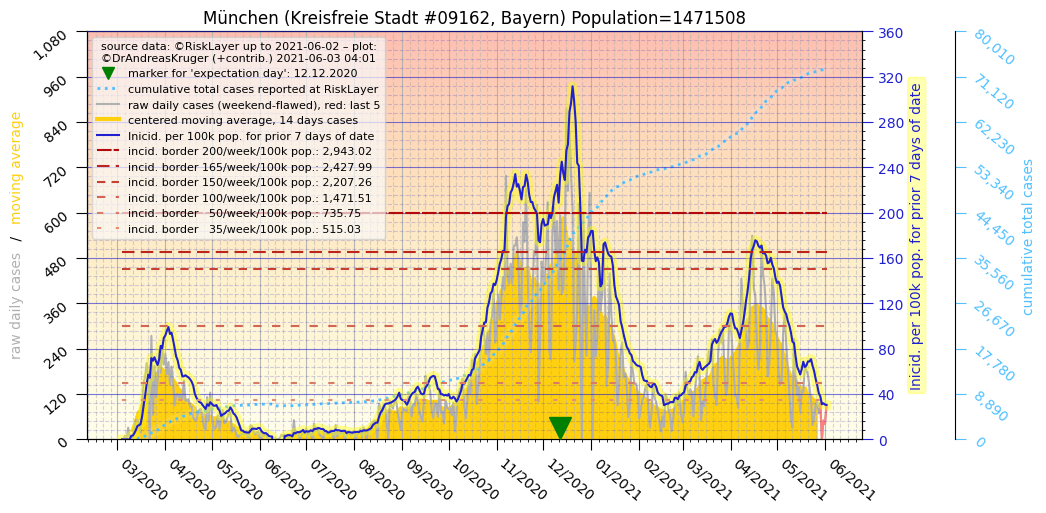 München (Kreisfreie Stadt #09162, Bayern) Population=1471508
source data: ©RiskLayer up to 2021-06-02 – plot:
©DrAndreasKruger (+contrib.) 2021-06-03 04:01
marker for 'expectation day': 12.12.2020
cumulative total cases reported at RiskLayer
raw daily cases (weekend-flawed), red: last 5
centered moving average, 14 days cases
Inicid. per 100k pop. for prior 7 days of date
incid. border 200/week/100k pop.: 2,943.02
incid. border 165/week/100k pop.: 2,427.99
incid. border 150/week/100k pop.: 2,207.26
incid. border 100/week/100k pop.: 1,471.51
incid. border   50/week/100k pop.: 735.75
incid. border   35/week/100k pop.: 515.03
raw daily cases / moving average
1,080
960
840
720
600
480
360
240
120
0
360
320
280
240
200
160
120
80
40
0
Inicid. per 100k pop. for prior 7 days of date
80,010
71,120
62,230
53,340
44,450
35,560
26,670
17,780
8,890
0
cumulative total cases
03/2020
04/2020
05/2020
06/2020
07/2020
08/2020
09/2020
10/2020
11/2020
12/2020
01/2021
02/2021
03/2021
04/2021
05/2021
06/2021